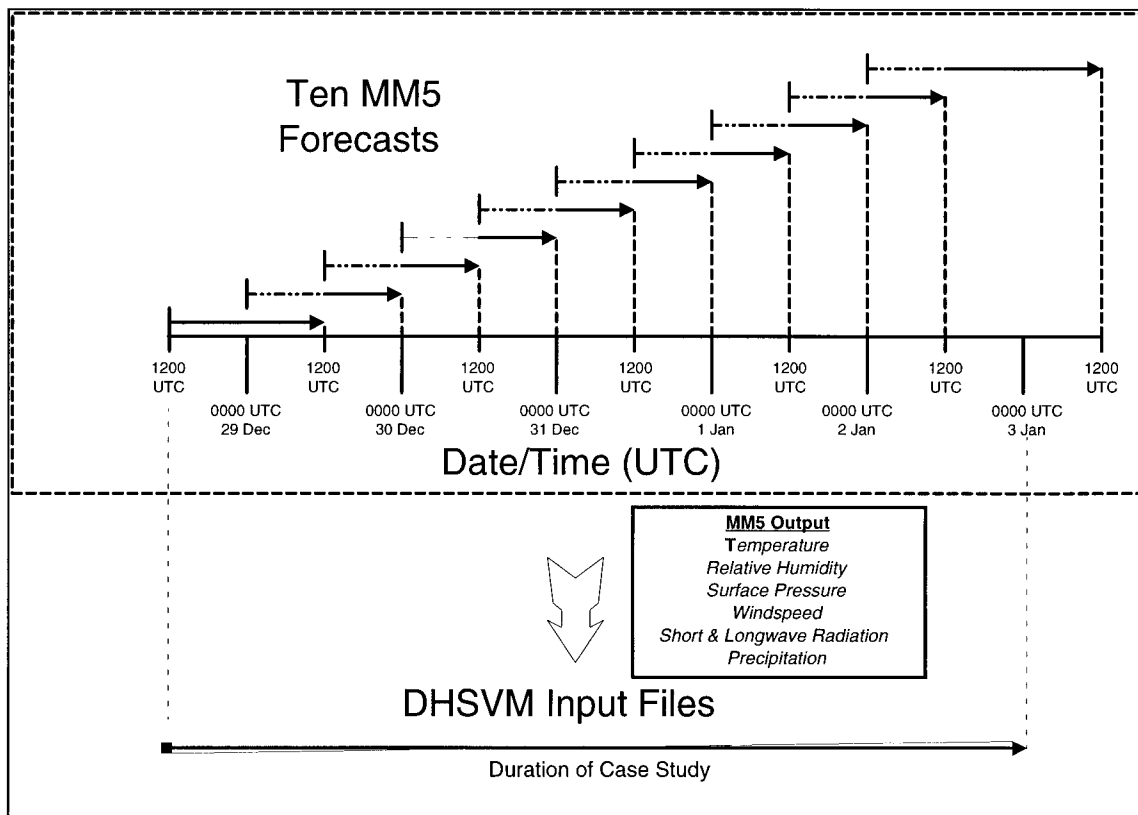 Ten MM5
Forecasts
1200 1200 1200 1200 1200 1200 1200
UTC UTC UTC UTC UTC UTC UTC
0000 UTC 0000 UTC 0000 UTC 0000 UTC 0000 UTC 0000 UTC
29 Dec 30 Dec 31 Dec 1 Jan 2 Jan 3 Jan
Date/Time (UTC)
MM5 Output
Temperature
Relative Humidity
Surface Pressure
Windspeed
Short & Longwave Radiation
Precipitation
DHSVM Input Files
Duration of Case Study